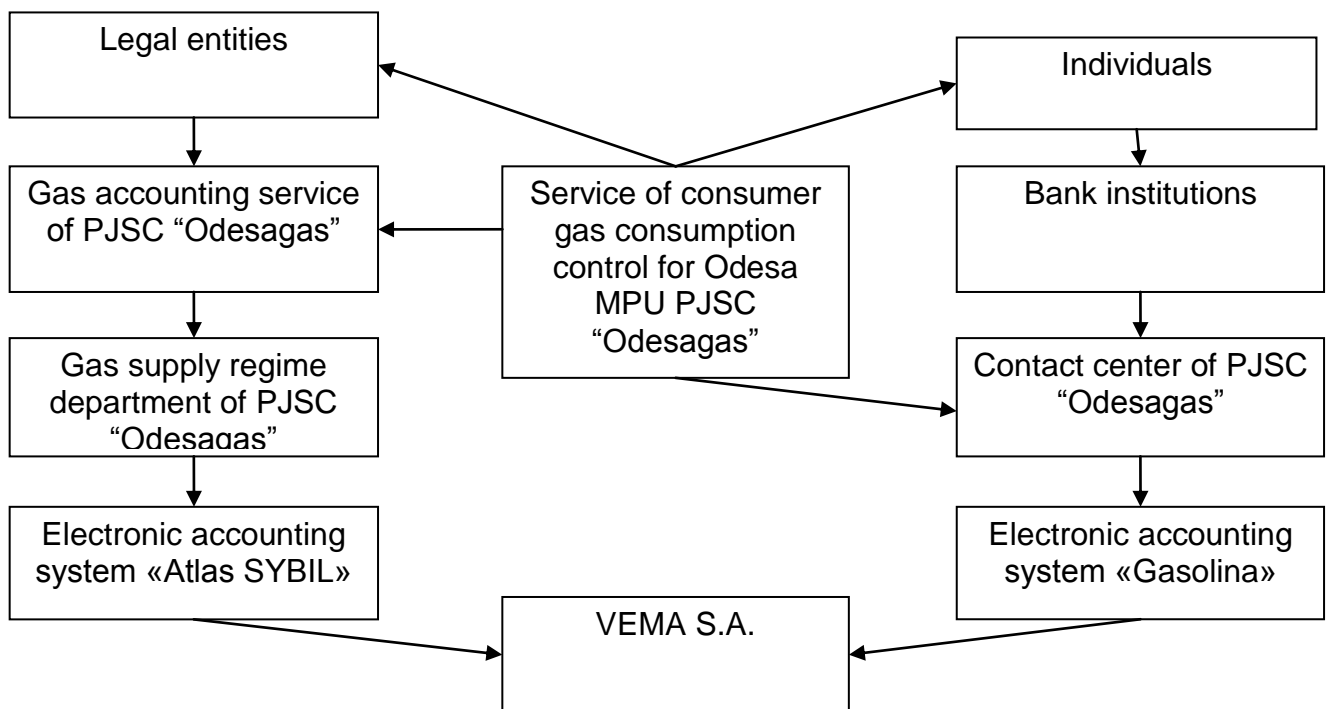 Legal entities
Individuals
Gas accounting service
of PJSC “Odesagas”
Service of consumer
gas consumption
control for Odesa
MPU PJSC
“Odesagas”
Bank institutions
Gas supply regime
department of PJSC
“Odesagas”
Contact center of PJSC
“Odesagas”
Electronic accounting
system «Atlas SYBIL»
Electronic accounting
system «Gasolina»
VEMA S.A.